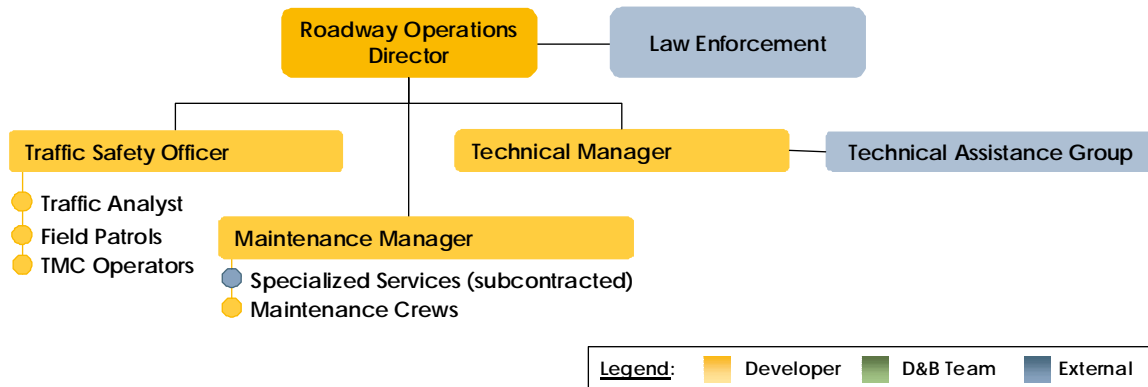 Roadway Operations
Director
Law Enforcement
Traffic Safety Officer
Technical Manager
Technical Assistance Group
Traffic Analyst
Field Patrols
TMC Operators
Maintenance Manager
Specialized Services (subcontracted)
Maintenance Crews
Legend: Developer D&B Team External